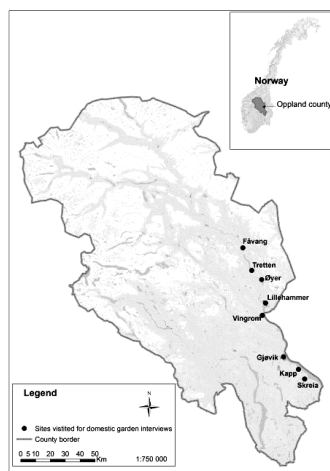 Norway
Oppland county
Fåvang
Tretten
Øyer
Lillehammer
Vingrom
Gjøvik
Kapp
Skreia
Legend
N
Sites visitied for domestic garden interviews
County border
0 5 10 20 30 40 50
Km
1:750 000